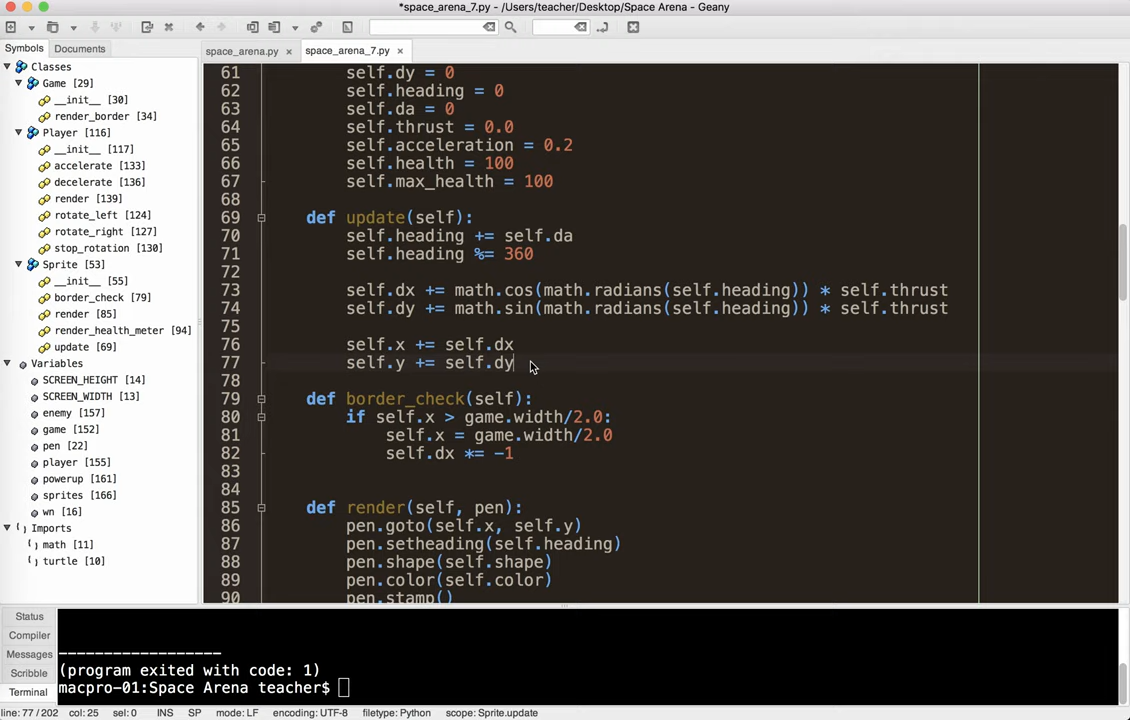 *space_arena_7.py - /Users/teacher/Desktop/Space Arena - Geany
Symbols Documents
space_arena.py × space_arena_7.py ×
Classes
Game [29]
__init__ [30]
render_border [34]
Player [116]
__init__ [117]
accelerate [133]
decelerate [136]
render [139]
rotate_left [124]
rotate_right [127]
stop_rotation [130]
Sprite [53]
__init__ [55]
border_check [79]
render [85]
render_health_meter [94]
update [69]
Variables
SCREEN_HEIGHT [14]
SCREEN_WIDTH [13]
enemy [157]
game [152]
pen [22]
player [155]
powerup [161]
sprites [166]
wn [16]
Imports
math [11]
turtle [10]
61 self.dy = 0
62 self.heading = 0
63 self.da = 0
64 self.thrust = 0.0
65 self.acceleration = 0.2
66 self.health = 100
67 self.max_health = 100
68
69 def update(self):
70 self.heading += self.da
71 self.heading %= 360
72
73 self.dx += math.cos(math.radians(self.heading)) * self.thrust
74 self.dy += math.sin(math.radians(self.heading)) * self.thrust
75
76 self.x += self.dx
77 self.y += self.dy
78
79 def border_check(self):
80 if self.x > game.width/2.0:
81 self.x = game.width/2.0
82 self.dx *= -1
83
84
85 def render(self, pen):
86 pen.goto(self.x, self.y)
87 pen.setheading(self.heading)
88 pen.shape(self.shape)
89 pen.color(self.color)
90 pen.stamp()
Status
Compiler
Messages
Scribble
Terminal
------------------
(program exited with code: 1)
macpro-01:Space Arena teacher$
line: 77 / 202 col: 25 sel: 0 INS SP mode: LF encoding: UTF-8 filetype: Python scope: Sprite.update